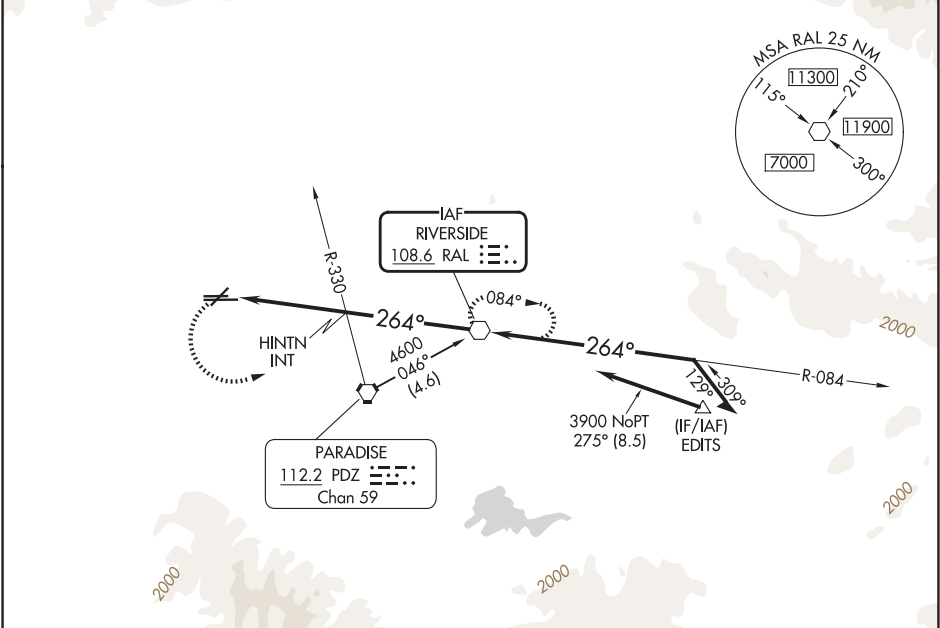 MSA RAL 25 NM
11300
115°
210°
11900
7000
300°
IAF
RIVERSIDE
108.6 RAL
R-330
084°
264°
HINTN
INT
4600
046°
(4.6)
264°
2000
R-084
309°
129°
3900 NoPT
275° (8.5)
(IF/IAF)
EDITS
PARADISE
112.2 PDZ
Chan 59
2000
2000
2000